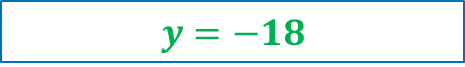 y = −18